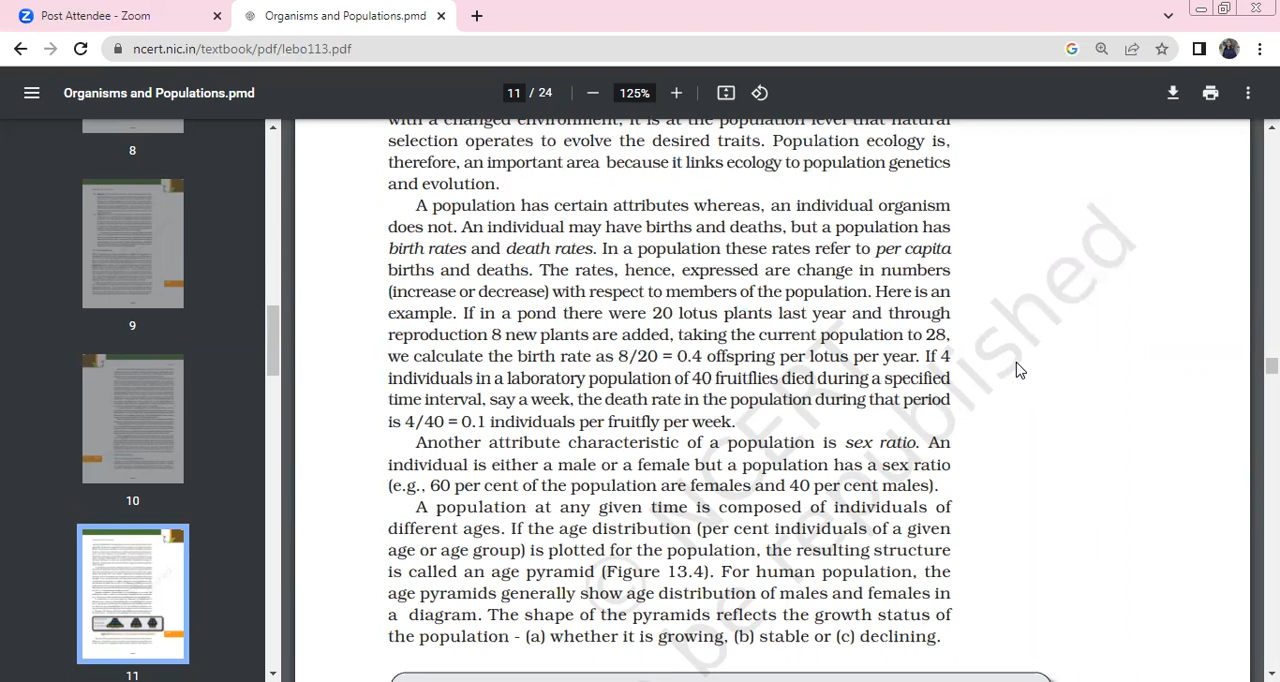 Post Attendee - Zoom
Organisms and Populations.pmd
ncert.nic.in/textbook/pdf/lebo113.pdf
Organisms and Populations.pmd
11 / 24
125%
8
9
10
11
with a changed environment, it is at the population level that natural
selection operates to evolve the desired traits. Population ecology is,
therefore, an important area because it links ecology to population genetics
and evolution.
A population has certain attributes whereas, an individual organism
does not. An individual may have births and deaths, but a population has
birth rates and death rates. In a population these rates refer to per capita
births and deaths. The rates, hence, expressed are change in numbers
(increase or decrease) with respect to members of the population. Here is an
example. If in a pond there were 20 lotus plants last year and through
reproduction 8 new plants are added, taking the current population to 28,
we calculate the birth rate as 8/20 = 0.4 offspring per lotus per year. If 4
individuals in a laboratory population of 40 fruitflies died during a specified
time interval, say a week, the death rate in the population during that period
is 4/40 = 0.1 individuals per fruitfly per week.
Another attribute characteristic of a population is sex ratio. An
individual is either a male or a female but a population has a sex ratio
(e.g., 60 per cent of the population are females and 40 per cent males).
A population at any given time is composed of individuals of
different ages. If the age distribution (per cent individuals of a given
age or age group) is plotted for the population, the resulting structure
is called an age pyramid (Figure 13.4). For human population, the
age pyramids generally show age distribution of males and females in
a diagram. The shape of the pyramids reflects the growth status of
the population - (a) whether it is growing, (b) stable or (c) declining.
© NCERT
be republished